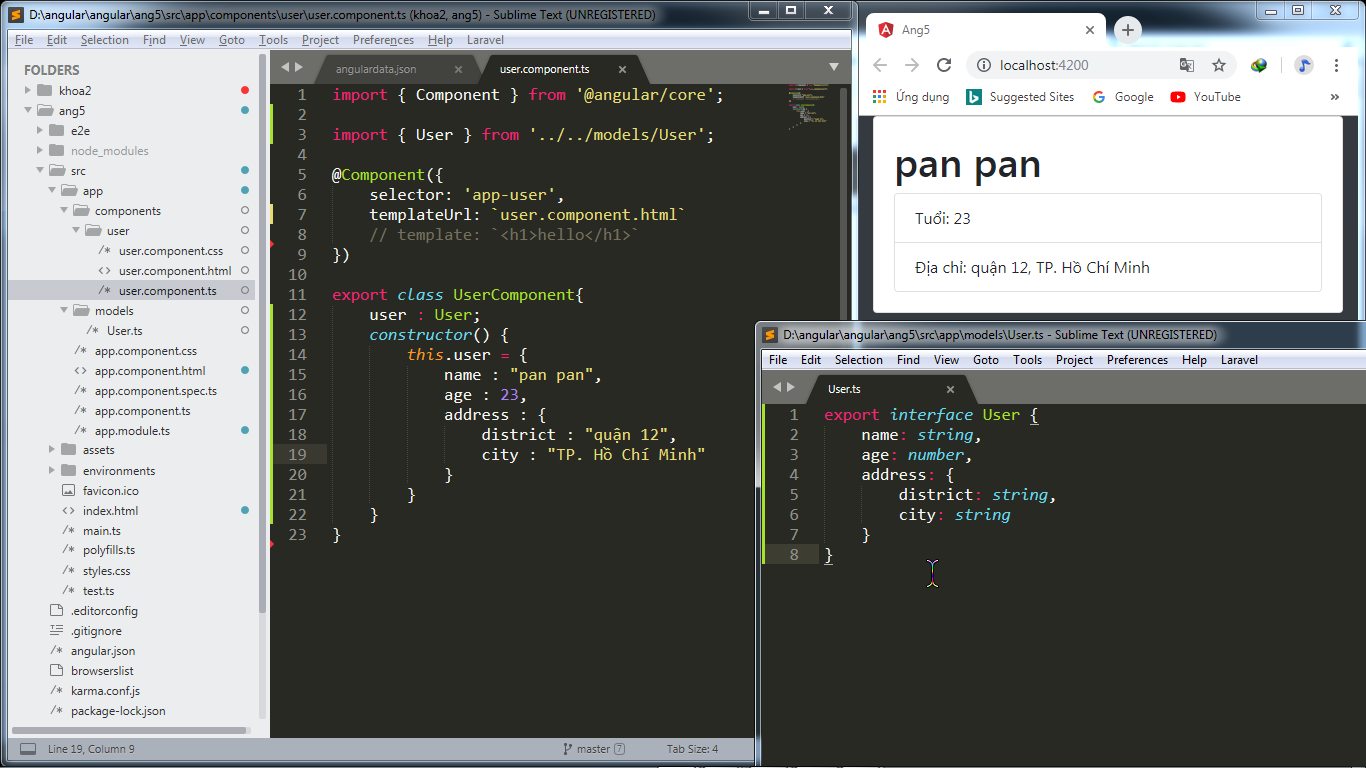 D:\angular\angular\ang5\src\app\components\user\user.component.ts (khoa2, ang5) - Sublime Text (UNREGISTERED)
File Edit Selection Find View Goto Tools Project Preferences Help Laravel
FOLDERS
khoa2
ang5
e2e
node_modules
src
app
components
user
/* user.component.css
<> user.component.html
/* user.component.ts
models
/* User.ts
/* app.component.css
<> app.component.html
/* app.component.spec.ts
/* app.component.ts
/* app.module.ts
assets
environments
favicon.ico
<> index.html
/* main.ts
/* polyfills.ts
/* styles.css
/* test.ts
.editorconfig
.gitignore
/* angular.json
browserslist
/* karma.conf.js
/* package-lock.json
angulardata.json
user.component.ts
1 import { Component } from '@angular/core';
2
3 import { User } from '../../models/User';
4
5 @Component({
6 selector: 'app-user',
7 templateUrl: `user.component.html`
8 // template: `<h1>hello</h1>`
9 })
10
11 export class UserComponent{
12 user : User;
13 constructor() {
14 this.user = {
15 name : "pan pan",
16 age : 23,
17 address : {
18 district : "quận 12",
19 city : "TP. Hồ Chí Minh"
20 }
21 }
22 }
23 }
Line 19, Column 9
master 7
Tab Size: 4
Ang5
localhost:4200
Ứng dụng Suggested Sites Google YouTube »
pan pan
Tuổi: 23
Địa chỉ: quận 12, TP. Hồ Chí Minh
D:\angular\angular\ang5\src\app\models\User.ts - Sublime Text (UNREGISTERED)
File Edit Selection Find View Goto Tools Project Preferences Help Laravel
User.ts
1 export interface User {
2 name: string,
3 age: number,
4 address: {
5 district: string,
6 city: string
7 }
8 }